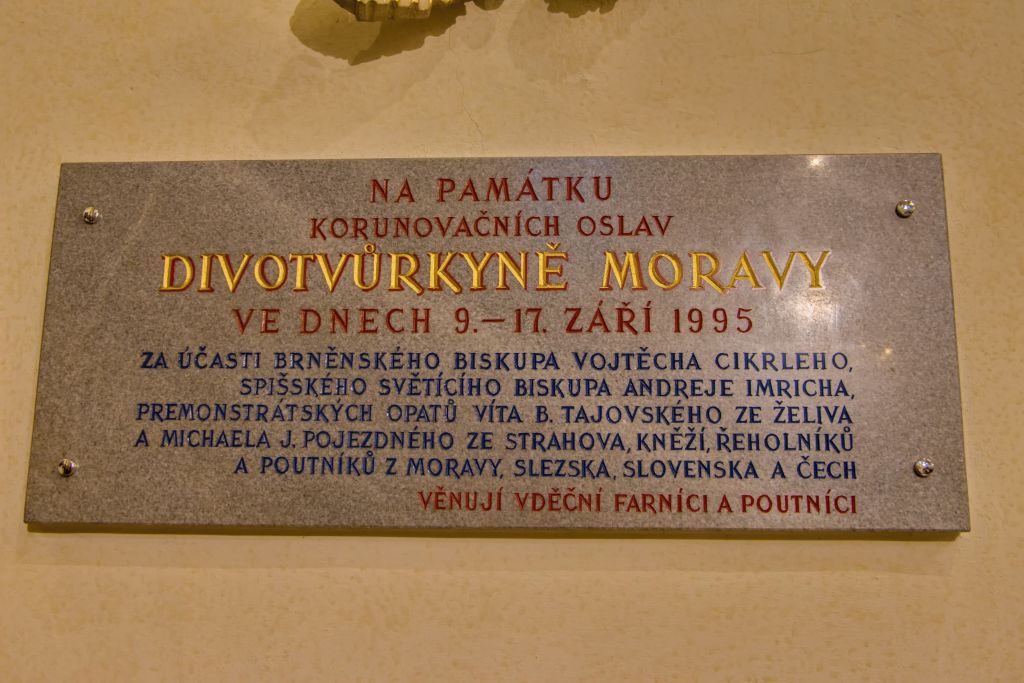 NA PAMÁTKU
KORUNOVAČNÍCH OSLAV
DIVOTVŮRKYNĚ MORAVY
VE DNECH 9.–17. ZÁŘÍ 1995
ZA ÚČASTI BRNĚNSKÉHO BISKUPA VOJTĚCHA CIKRLEHO,
SPIŠSKÉHO SVĚTÍCÍHO BISKUPA ANDREJE IMRICHA,
PREMONSTRÁTSKÝCH OPATŮ VÍTA B. TAJOVSKÉHO ZE ŽELIVA
A MICHAELA J. POJEZDNÉHO ZE STRAHOVA, KNĚŽÍ, ŘEHOLNÍKŮ
A POUTNÍKŮ Z MORAVY, SLEZSKA, SLOVENSKA A ČECH
VĚNUJÍ VDĚČNÍ FARNÍCI A POUTNÍCI